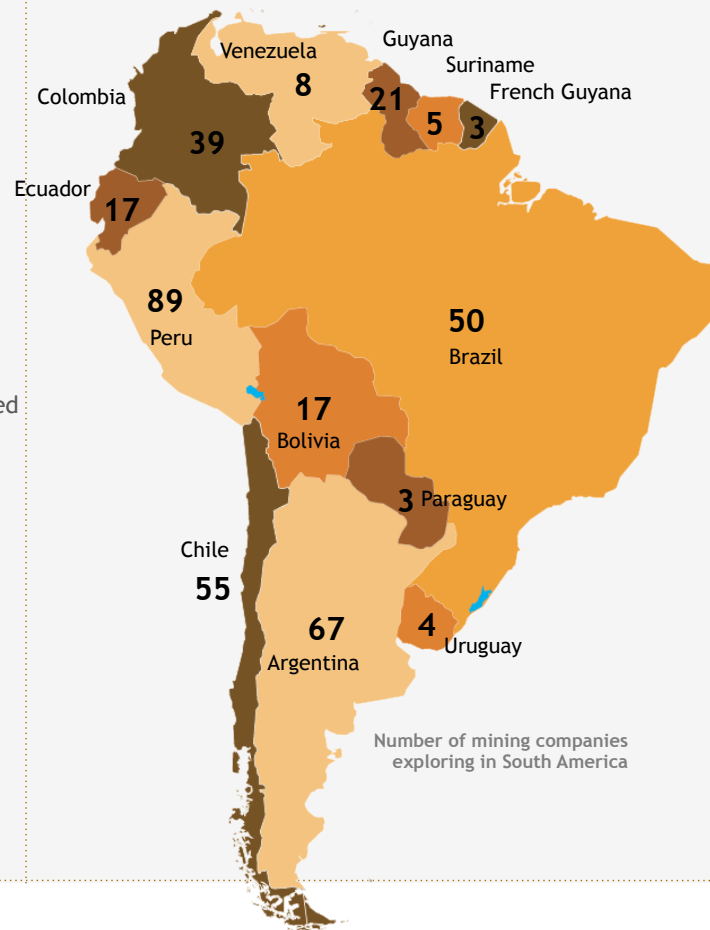 Guyana
Venezuela
Suriname
8
French Guyana
Colombia
21
5
3
39
Ecuador
17
89
50
Peru
Brazil
ed
17
Bolivia
3 Paraguay
Chile
55
67
4
Uruguay
Argentina
Number of mining companies
exploring in South America